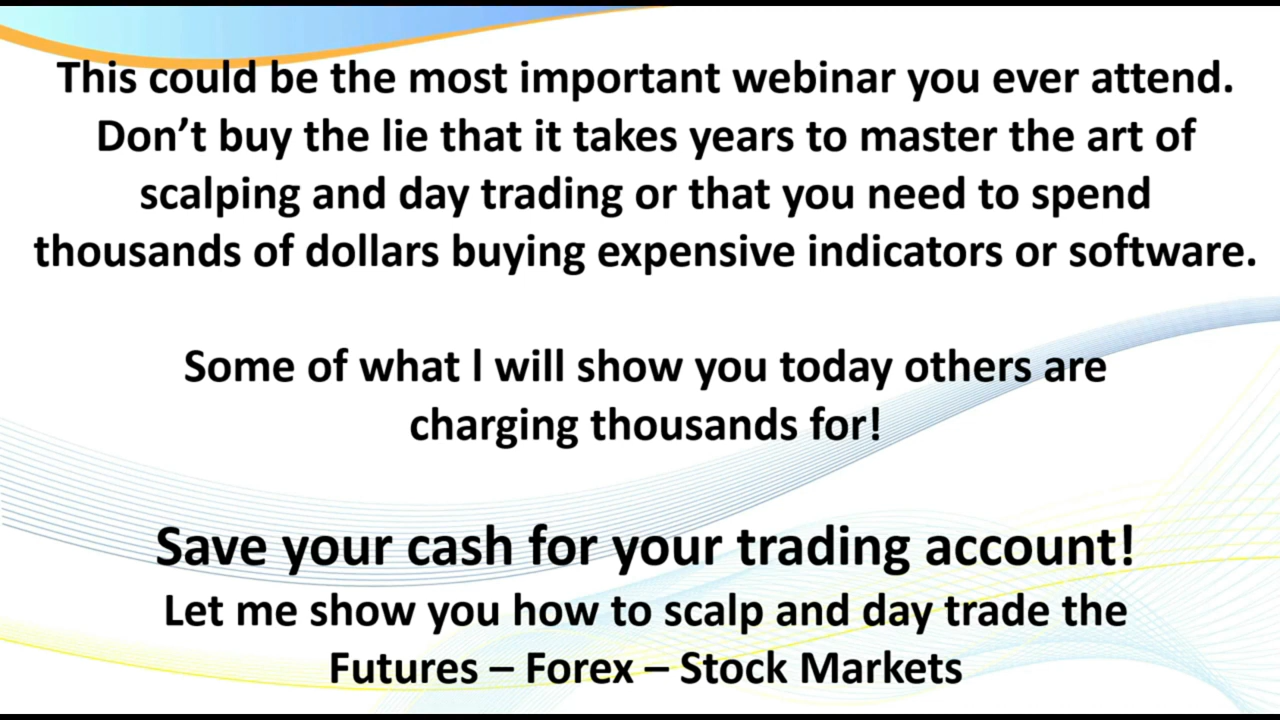 This could be the most important webinar you ever attend.
Don’t buy the lie that it takes years to master the art of
scalping and day trading or that you need to spend
thousands of dollars buying expensive indicators or software.
Some of what I will show you today others are
charging thousands for!
Save your cash for your trading account!
Let me show you how to scalp and day trade the
Futures – Forex – Stock Markets